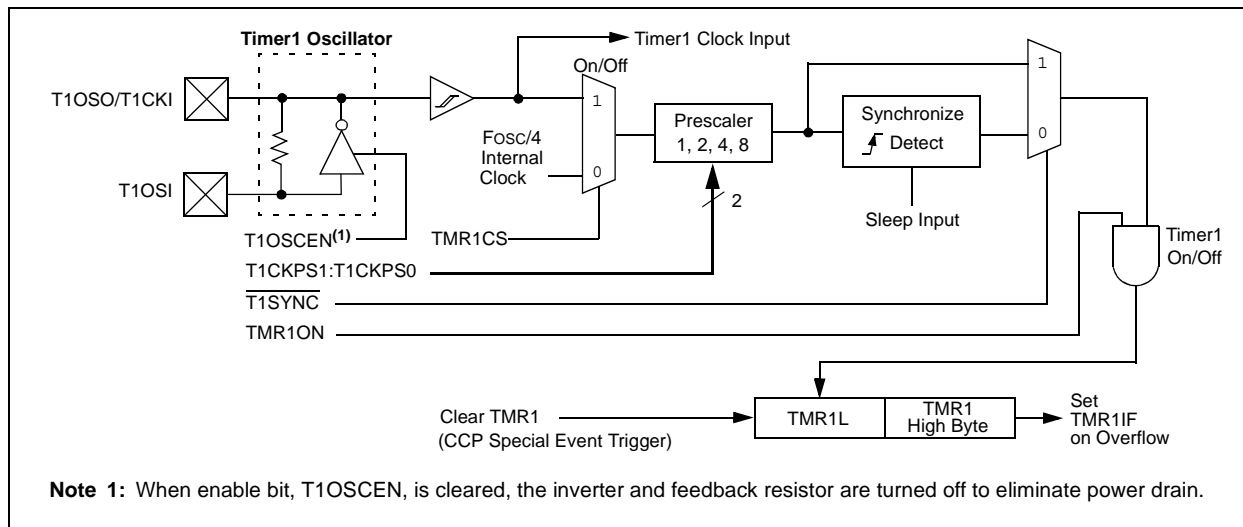 Timer1 Oscillator
Timer1 Clock Input
On/Off
T1OSO/T1CKI
1
1
FOSC/4
Internal
Clock
0
Prescaler
1, 2, 4, 8
Synchronize
Detect
0
T1OSI
2
Sleep Input
T1OSCEN(1)
TMR1CS
Timer1
On/Off
T1CKPS1:T1CKPS0
T1SYNC
TMR1ON
Clear TMR1
(CCP Special Event Trigger)
TMR1L
TMR1
High Byte
Set
TMR1IF
on Overflow
Note 1: When enable bit, T1OSCEN, is cleared, the inverter and feedback resistor are turned off to eliminate power drain.